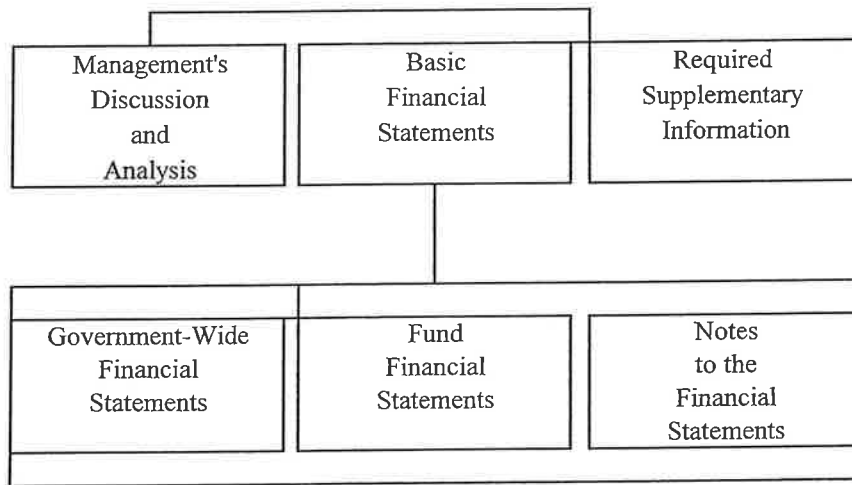 Management's
Discussion
and
Analysis
Basic
Financial
Statements
Required
Supplementary
Information
Government-Wide
Financial
Statements
Fund
Financial
Statements
Notes
to the
Financial
Statements